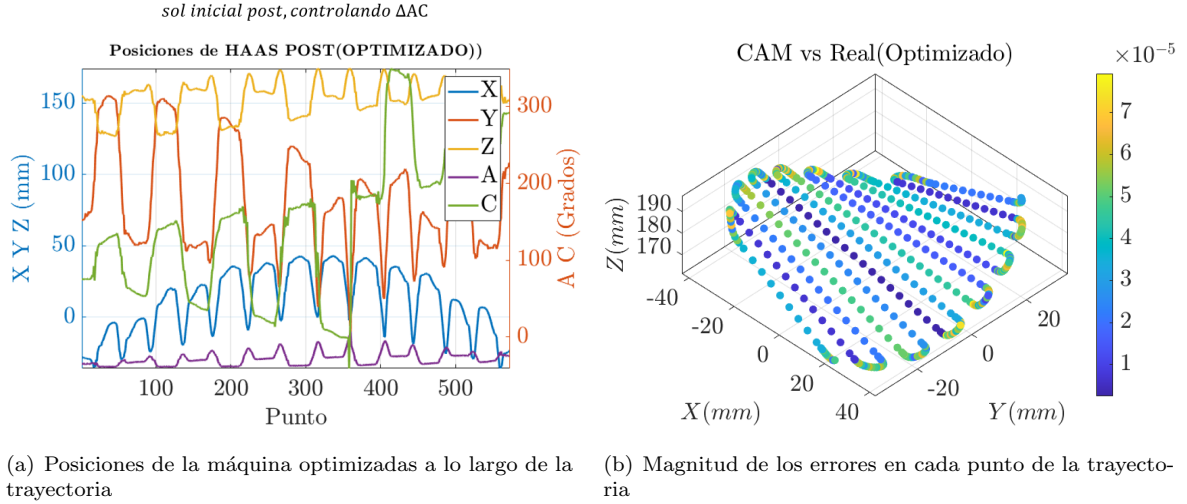 sol inicial post, controlando ΔAC
Posiciones de HAAS POST(OPTIMIZADO))
X Y Z (mm)
150
100
50
0
X
Y
Z
A
C
300
200
100
0
A C (Grados)
100
200
300
400
500
Punto
(a) Posiciones de la máquina optimizadas a lo largo de la
trayectoria
CAM vs Real(Optimizado)
×10⁻⁵
Z(mm)
190
180
170
-40
-20
0
20
40
X(mm)
-20
0
20
Y(mm)
7
6
5
4
3
2
1
(b) Magnitud de los errores en cada punto de la trayecto-
ria